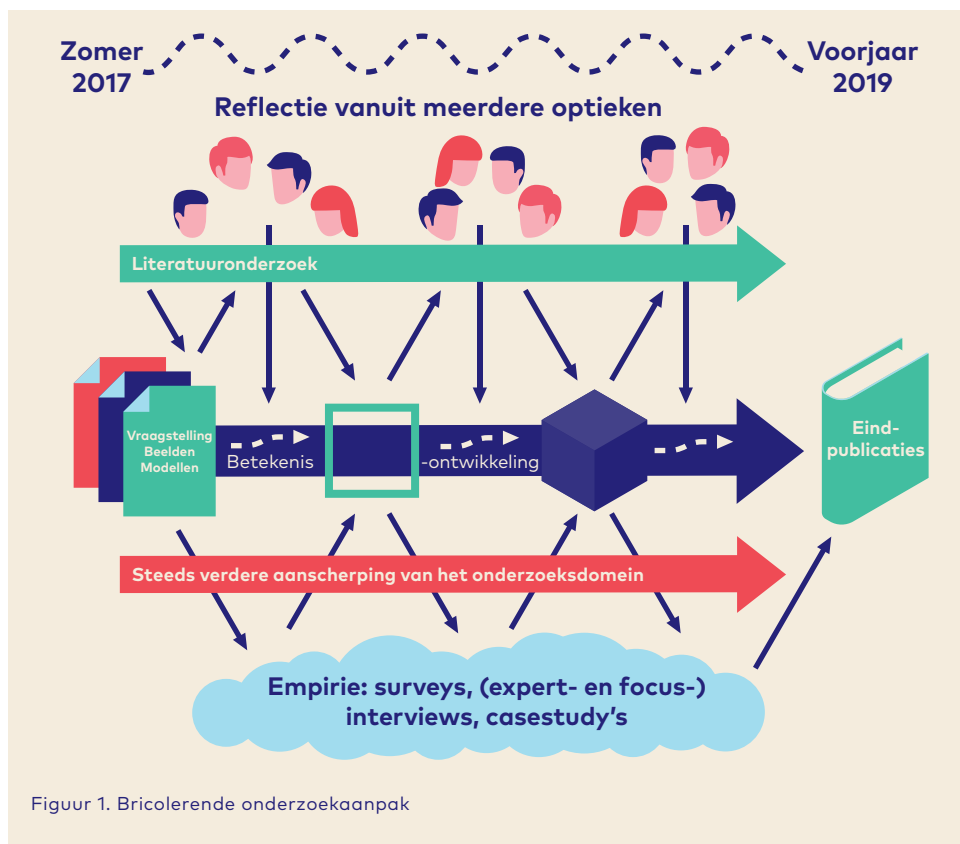 Zomer
2017
Voorjaar
2019
Reflectie vanuit meerdere optieken
Literatuuronderzoek
Vraagstelling
Beelden
Modellen
Betekenis
-ontwikkeling
Eind-
publicaties
Steeds verdere aanscherping van het onderzoeksdomein
Empirie: surveys, (expert- en focus-)
interviews, casestudy's
Figuur 1. Bricolerende onderzoekaanpak